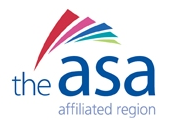 the asa
affiliated region